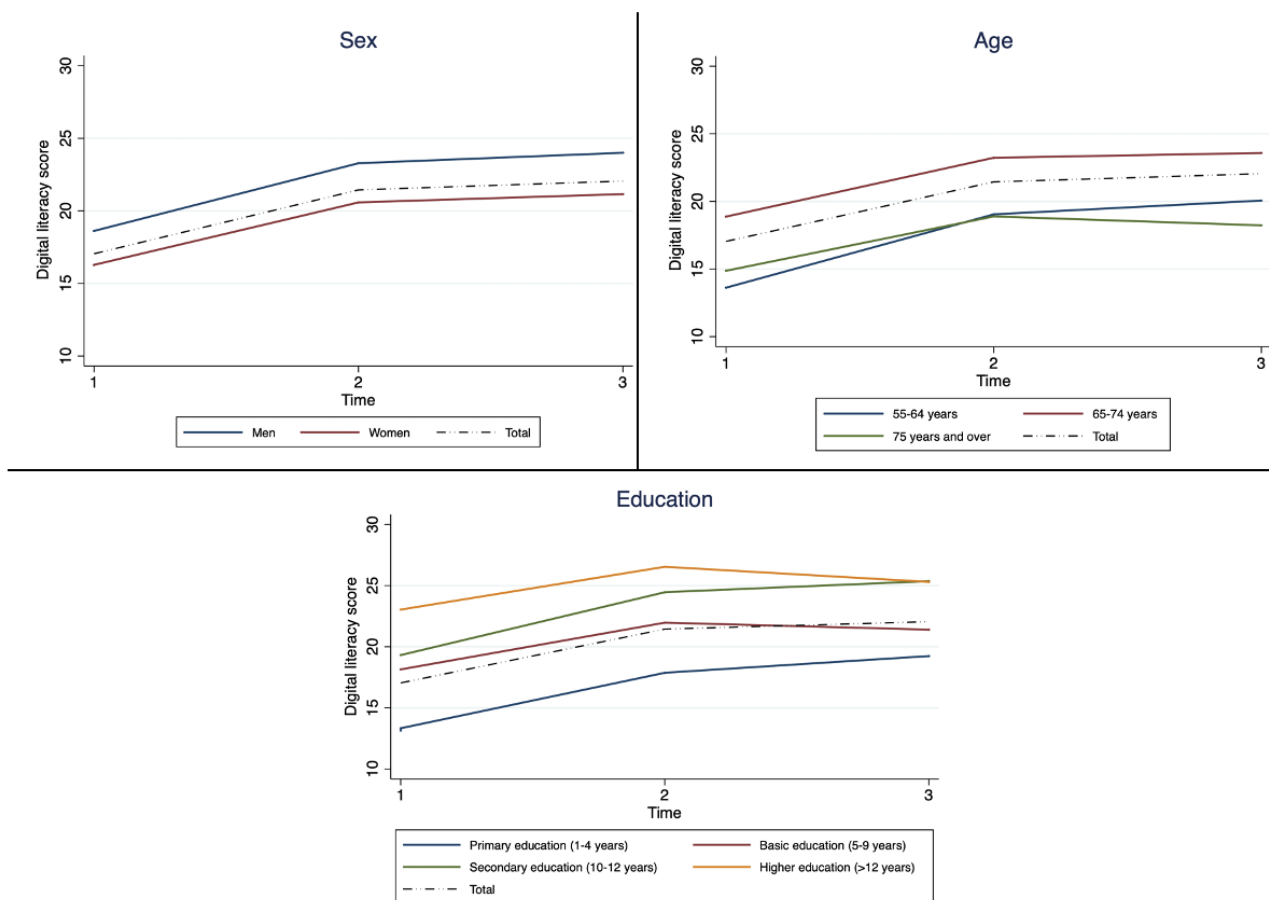 Sex
30
25
20
15
10
Digital literacy score
1 2 3
Time
Men Women Total
Age
30
25
20
15
10
Digital literacy score
1 2 3
Time
55-64 years 65-74 years
75 years and over Total
Education
30
25
20
15
10
Digital literacy score
1 2 3
Time
Primary education (1-4 years) Basic education (5-9 years)
Secondary education (10-12 years) Higher education (>12 years)
Total